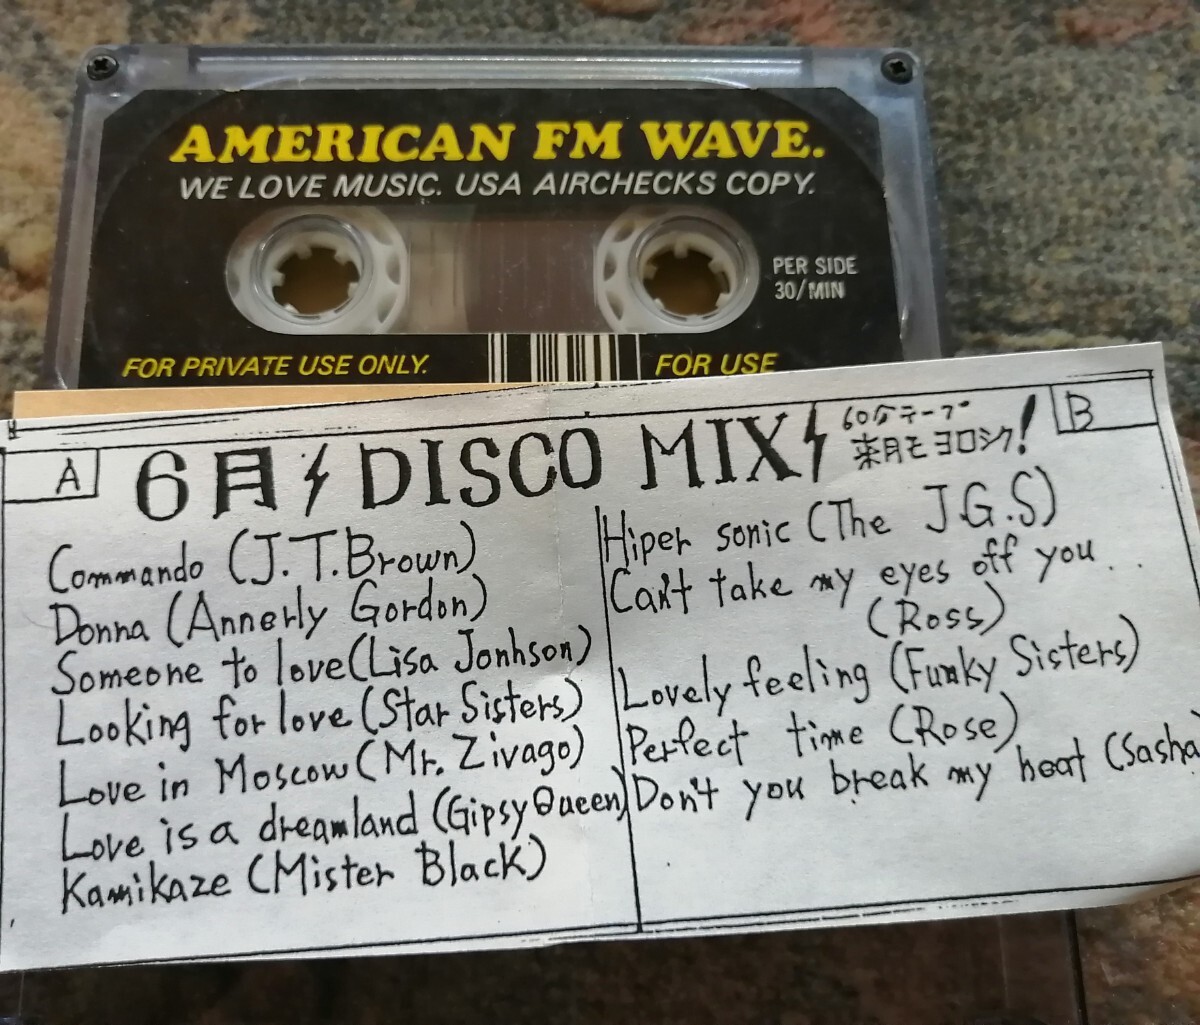 AMERICAN FM WAVE.
WE LOVE MUSIC. USA AIRCHECKS COPY.
PER SIDE
30/MIN
FOR PRIVATE USE ONLY.
FOR USE
A
6月 DISCO MIX
60分テープ
来月モヨロシク!
B
Commando (J.T.Brown)
Donna (Annerly Gordon)
Someone to love (Lisa Jonhson)
Looking for love (Star Sisters)
Love in Moscow (Mr. Zivago)
Love is a dreamland (Gipsy Queen)
Kamikaze (Mister Black)
Hiper sonic (The J.G.S)
Can't take my eyes off you..
(Ross)
Lovely feeling (Funky Sisters)
Perfect time (Rose)
Don't you break my heat (Sasha